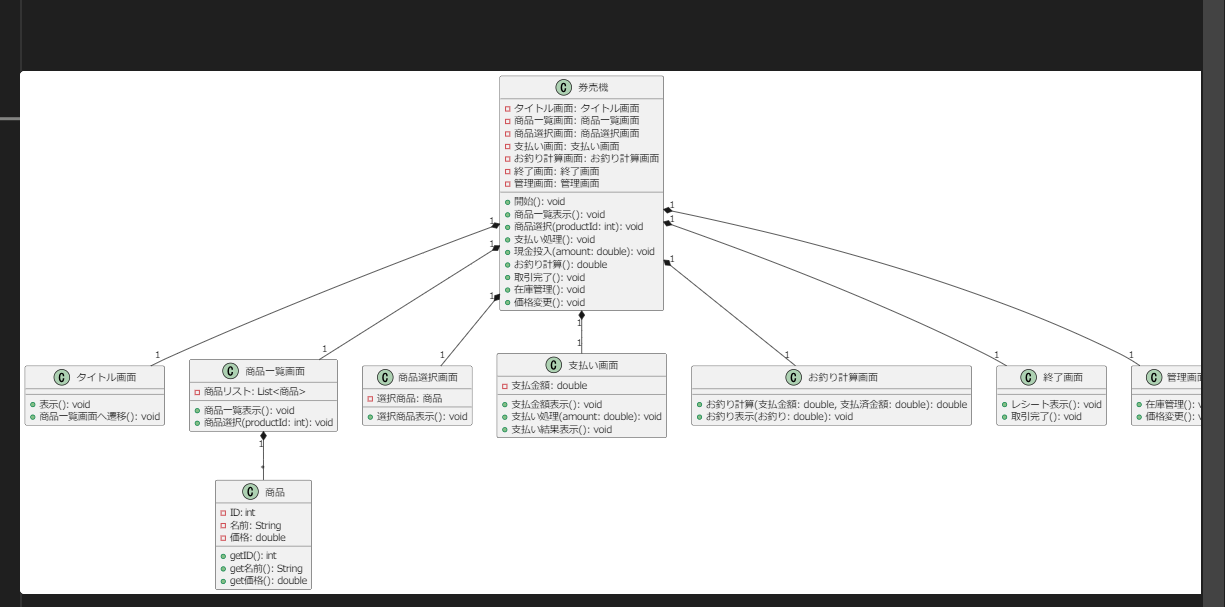 C 券売機
タイトル画面: タイトル画面
商品一覧画面: 商品一覧画面
商品選択画面: 商品選択画面
支払い画面: 支払い画面
お釣り計算画面: お釣り計算画面
終了画面: 終了画面
管理画面: 管理画面
開始(): void
商品一覧表示(): void
商品選択(productId: int): void
支払い処理(): void
現金投入(amount: double): void
お釣り計算(): double
取引完了(): void
在庫管理(): void
価格変更(): void
1
1
1
1
1
1
1
1
1
1
1
1
1
1
C タイトル画面
表示(): void
商品一覧画面へ遷移(): void
C 商品一覧画面
商品リスト: List<商品>
商品一覧表示(): void
商品選択(productId: int): void
C 商品選択画面
選択商品: 商品
選択商品表示(): void
C 支払い画面
支払金額: double
支払金額表示(): void
支払い処理(amount: double): void
支払い結果表示(): void
C お釣り計算画面
お釣り計算(支払金額: double, 支払済金額: double): double
お釣り表示(お釣り: double): void
C 終了画面
レシート表示(): void
取引完了(): void
C 管理画
在庫管理():
価格変更():
1
*
C 商品
ID: int
名前: String
価格: double
getID(): int
get名前(): String
get価格(): double